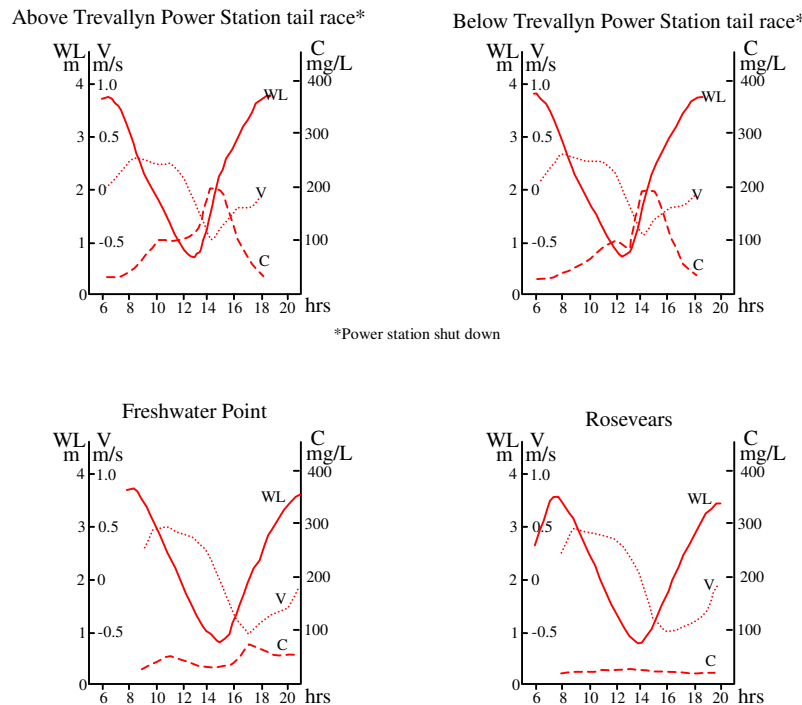 Above Trevallyn Power Station tail race*
WL V C
m m/s mg/L
4 1.0 400
WL
3 0.5 300
2 0 200
V
1 -0.5 100
C
0
6 8 10 12 14 16 18 20 hrs
Below Trevallyn Power Station tail race*
WL V C
m m/s mg/L
4 1.0 400
WL
3 0.5 300
2 0 200
V
1 -0.5 100
C
0
6 8 10 12 14 16 18 20 hrs
*Power station shut down
Freshwater Point
WL V C
m m/s mg/L
4 1.0 400
WL
3 0.5 300
2 0 200
V
1 -0.5 100
C
0
6 8 10 12 14 16 18 20 hrs
Rosevears
WL V C
m m/s mg/L
4 1.0 400
WL
3 0.5 300
2 0 200
V
1 -0.5 100
C
0
6 8 10 12 14 16 18 20 hrs